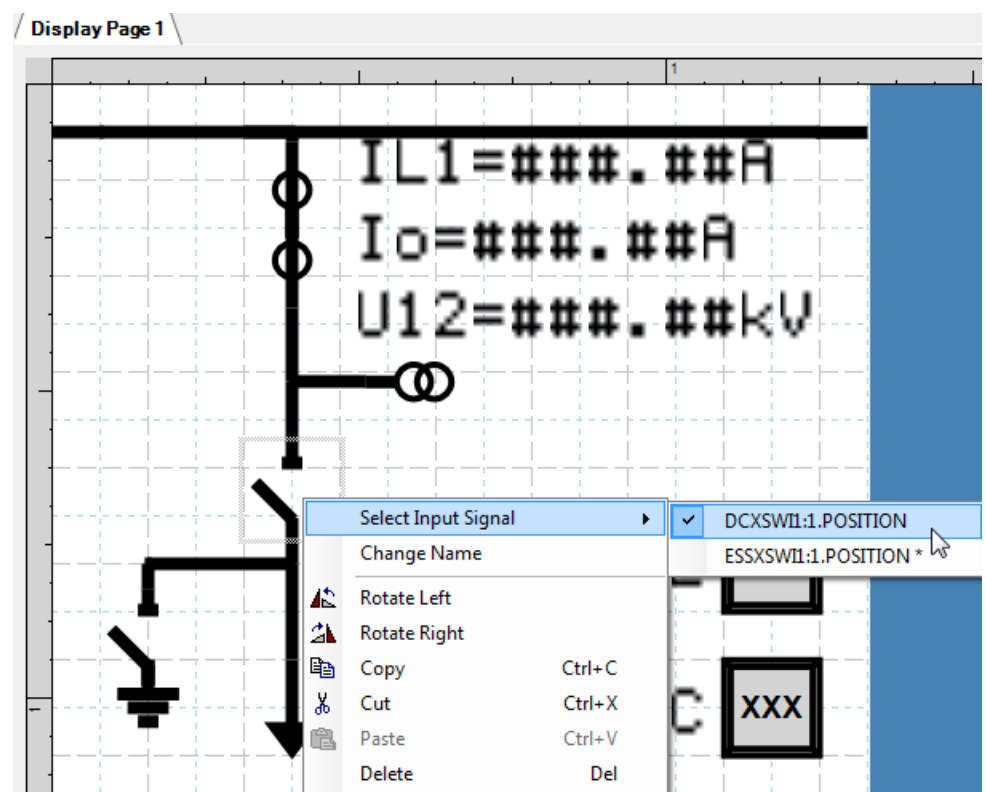 Display Page 1
1
IL1=###.##A
Io=###.##A
U12=###.##kV
Select Input Signal
DCXSWI1:1.POSITION
Change Name
ESSXSWI1:1.POSITION *
Rotate Left
Rotate Right
Copy Ctrl+C
Cut Ctrl+X
C XXX
1
Paste Ctrl+V
Delete Del